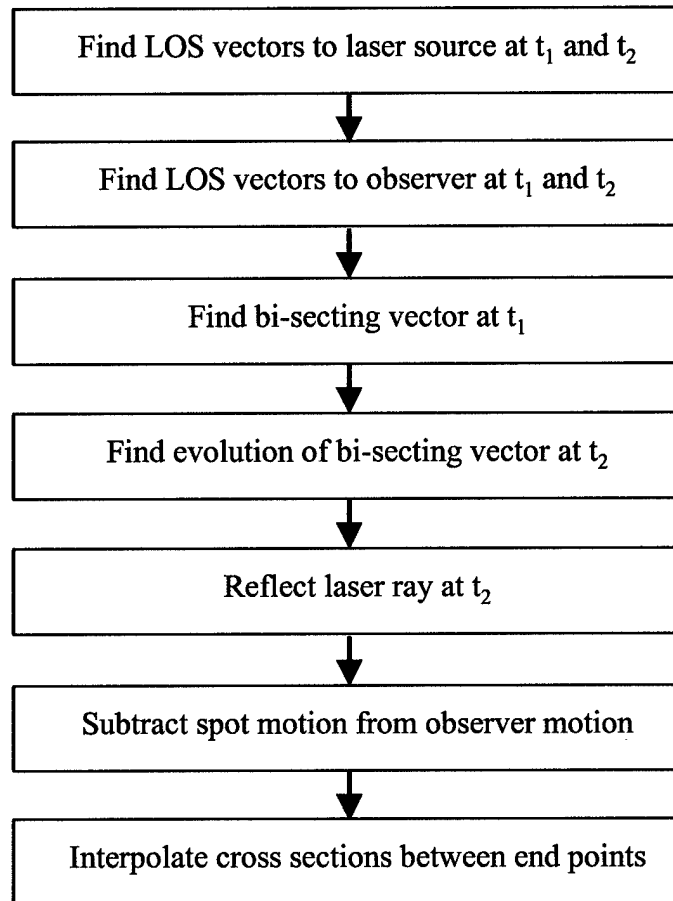 Find LOS vectors to laser source at t₁ and t₂
Find LOS vectors to observer at t₁ and t₂
Find bi-secting vector at t₁
Find evolution of bi-secting vector at t₂
Reflect laser ray at t₂
Subtract spot motion from observer motion
Interpolate cross sections between end points